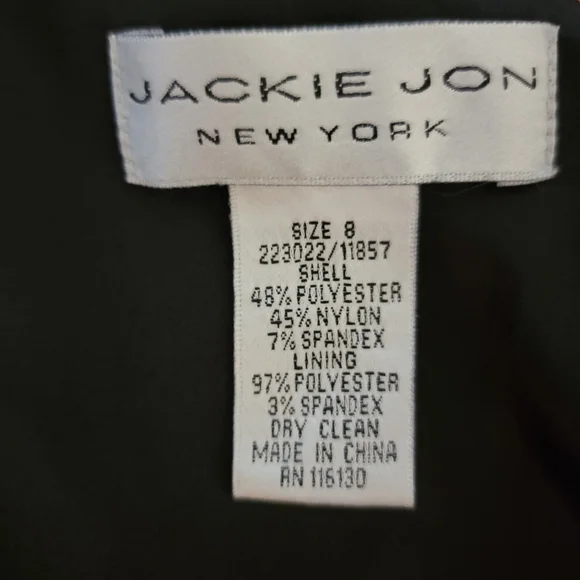 JACKIE JON
NEW YORK
SIZE 8
223022/11857
SHELL
48% POLYESTER
45% NYLON
7% SPANDEX
LINING
97% POLYESTER
3% SPANDEX
DRY CLEAN
MADE IN CHINA
RN 116130